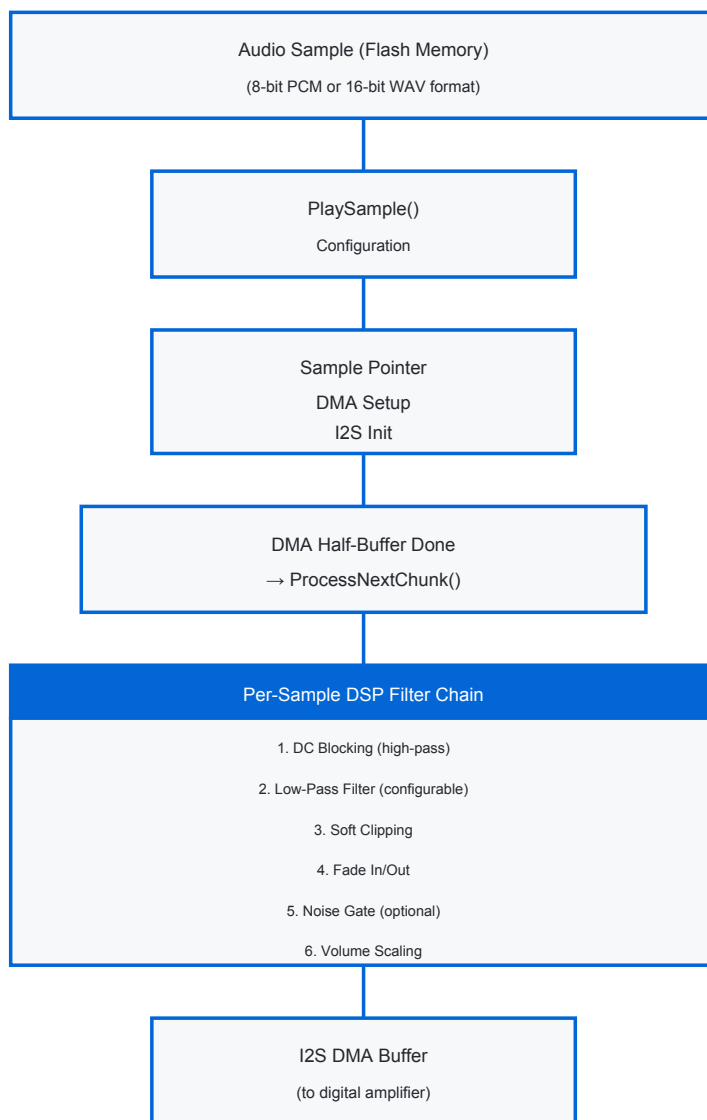 Audio Sample (Flash Memory)
(8-bit PCM or 16-bit WAV format)
PlaySample()
Configuration
Sample Pointer
DMA Setup
I2S Init
DMA Half-Buffer Done
→ ProcessNextChunk()
Per-Sample DSP Filter Chain
1. DC Blocking (high-pass)
2. Low-Pass Filter (configurable)
3. Soft Clipping
4. Fade In/Out
5. Noise Gate (optional)
6. Volume Scaling
I2S DMA Buffer
(to digital amplifier)